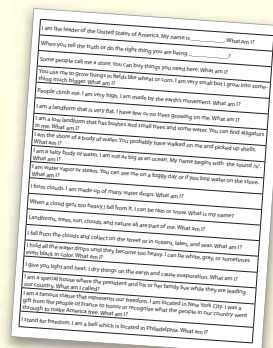 I am the leader of the United States of America. My name is ________. What am I?
When you tell the truth or do the right thing you are being ________?
Some people call me a store. You can buy things you need here. What am I?
You use me to grow things in fields like wheat or corn. I am very small but I grow into some-
thing much bigger. What am I?
People climb me. I am very high. I am made by the earth's movement. What am I?
I am a landform that is very flat. I have few or no trees growing on me. What am I?
I am a low landform that has bushes and small trees and some water. You can find alligators
in me. What am I?
I am the shore of a body of water. You probably have walked on me and picked up shells.
What am I?
I am a salty body of water. I am not as big as an ocean. My name begins with the sound /s/.
What am I?
I am water vapor or steam. You can see me on a foggy day or if you boil water on the stove.
What am I?
I form clouds. I am made up of many water drops. What am I?
When a cloud gets too heavy I fall from it. I can be rain or snow. What is my name?
Landforms, trees, sun, clouds, and nature all are part of me. What am I?
I fall from the clouds and collect on the street or in oceans, lakes, and seas. What am I?
I hold all the water drops until they become too heavy. I can be white, gray, or sometimes
even black in color. What am I?
I give you light and heat. I dry things on the earth and cause evaporation. What am I?
I am a special house where the president and his or her family live while they are leading
our country. What am I called?
I am a famous statue that represents our freedom. I am located in New York City. I was a
gift from the people of France to honor or recognize what the people in our country went
through to make America free. What am I?
I stand for freedom. I am a bell which is located in Philadelphia. What am I?